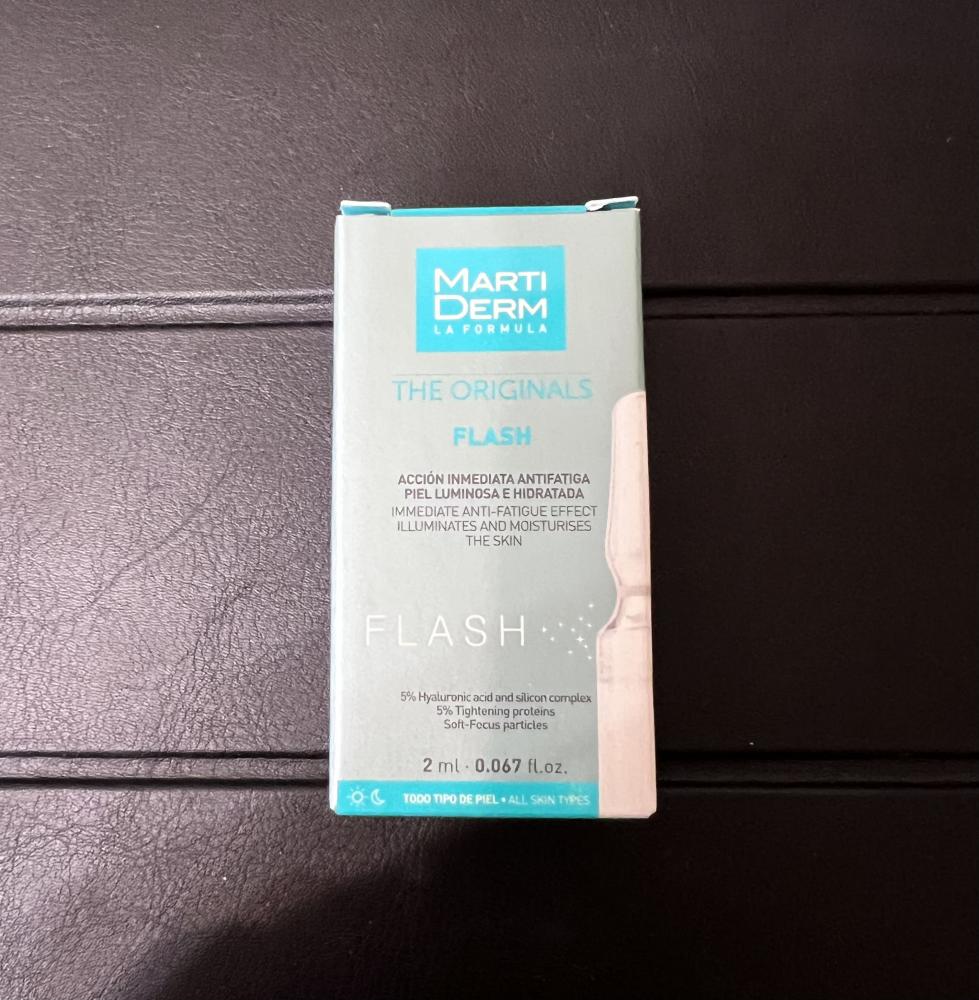 MARTI
DERM
LA FORMULA
THE ORIGINALS
FLASH
ACCIÓN INMEDIATA ANTIFATIGA
PIEL LUMINOSA E HIDRATADA
IMMEDIATE ANTI-FATIGUE EFFECT
ILLUMINATES AND MOISTURISES
THE SKIN
FLASH
5% Hyaluronic acid and silicon complex
5% Tightening proteins
Soft-Focus particles
2 ml · 0.067 fl.oz.
TODO TIPO DE PIEL • ALL SKIN TYPES